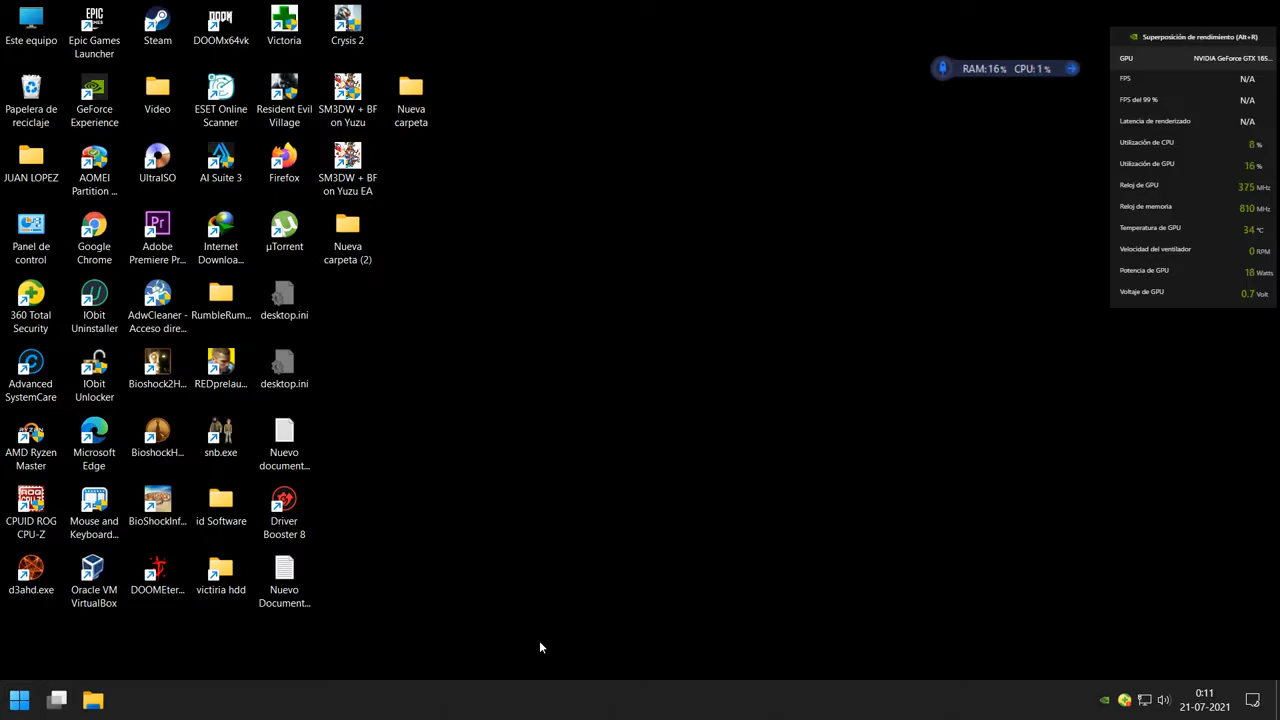 Este equipo
Epic Games
Launcher
Steam
DOOMx64vk
Victoria
Crysis 2
Papelera de
reciclaje
GeForce
Experience
Video
ESET Online
Scanner
Resident Evil
Village
SM3DW + BF
on Yuzu
Nueva
carpeta
JUAN LOPEZ
AOMEI
Partition ...
UltraISO
AI Suite 3
Firefox
SM3DW + BF
on Yuzu EA
Panel de
control
Google
Chrome
Adobe
Premiere Pr...
Internet
Downloa...
µTorrent
Nueva
carpeta (2)
360 Total
Security
IObit
Uninstaller
AdwCleaner -
Acceso dire...
RumbleRum...
desktop.ini
Advanced
SystemCare
IObit
Unlocker
Bioshock2H...
REDprelau...
desktop.ini
AMD Ryzen
Master
Microsoft
Edge
BioshockH...
snb.exe
Nuevo
document...
CPUID ROG
CPU-Z
Mouse and
Keyboard...
BioShockInf...
id Software
Driver
Booster 8
d3ahd.exe
Oracle VM
VirtualBox
DOOMEter...
victiria hdd
Nuevo
Document...
RAM:16% CPU:1%
Superposición de rendimiento (Alt+R)
GPU NVIDIA GeForce GTX 165...
FPS N/A
FPS del 99 % N/A
Latencia de renderizado N/A
Utilización de CPU 8 %
Utilización de GPU 16 %
Reloj de GPU 375 MHz
Reloj de memoria 810 MHz
Temperatura de GPU 34 °C
Velocidad del ventilador 0 RPM
Potencia de GPU 18 Watts
Voltaje de GPU 0.7 Volt
0:11
21-07-2021